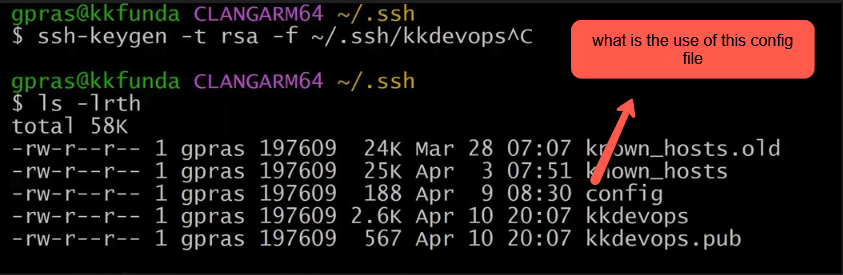 gpras@kkfunda CLANGARM64 ~/.ssh
$ ssh-keygen -t rsa -f ~/.ssh/kkdevops^C
what is the use of this config
file
gpras@kkfunda CLANGARM64 ~/.ssh
$ ls -lrth
total 58K
-rw-r--r-- 1 gpras 197609  24K Mar 28 07:07 known_hosts.old
-rw-r--r-- 1 gpras 197609  25K Apr  3 07:51 known_hosts
-rw-r--r-- 1 gpras 197609  188 Apr  9 08:30 config
-rw-r--r-- 1 gpras 197609 2.6K Apr 10 20:07 kkdevops
-rw-r--r-- 1 gpras 197609  567 Apr 10 20:07 kkdevops.pub